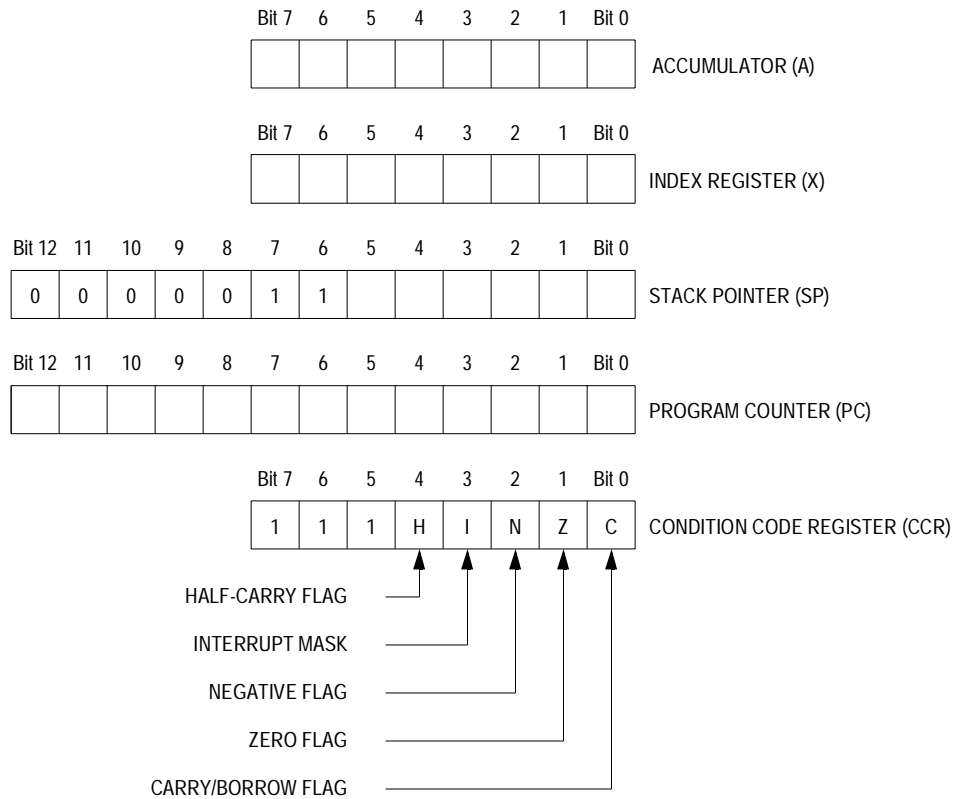 Bit 7 6 5 4 3 2 1 Bit 0
ACCUMULATOR (A)
Bit 7 6 5 4 3 2 1 Bit 0
INDEX REGISTER (X)
Bit 12 11 10 9 8 7 6 5 4 3 2 1 Bit 0
0 0 0 0 0 1 1 STACK POINTER (SP)
Bit 12 11 10 9 8 7 6 5 4 3 2 1 Bit 0
PROGRAM COUNTER (PC)
Bit 7 6 5 4 3 2 1 Bit 0
1 1 1 H I N Z C CONDITION CODE REGISTER (CCR)
HALF-CARRY FLAG
INTERRUPT MASK
NEGATIVE FLAG
ZERO FLAG
CARRY/BORROW FLAG